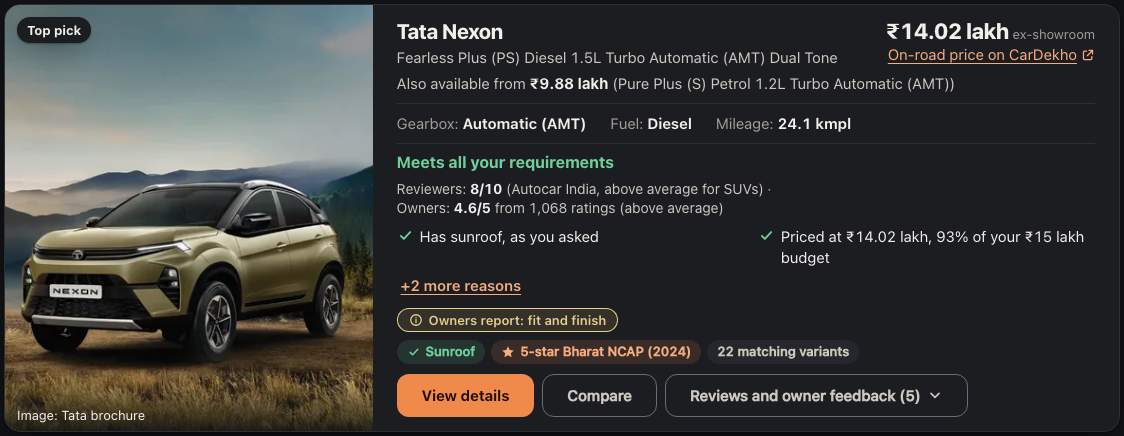 Top pick
NEXON
Image: Tata brochure
Tata Nexon
₹14.02 lakh ex-showroom
Fearless Plus (PS) Diesel 1.5L Turbo Automatic (AMT) Dual Tone
On-road price on CarDekho
Also available from ₹9.88 lakh (Pure Plus (S) Petrol 1.2L Turbo Automatic (AMT))
Gearbox: Automatic (AMT) Fuel: Diesel Mileage: 24.1 kmpl
Meets all your requirements
Reviewers: 8/10 (Autocar India, above average for SUVs) ·
Owners: 4.6/5 from 1,068 ratings (above average)
Has sunroof, as you asked
Priced at ₹14.02 lakh, 93% of your ₹15 lakh
budget
+2 more reasons
Owners report: fit and finish
Sunroof
5-star Bharat NCAP (2024)
22 matching variants
View details
Compare
Reviews and owner feedback (5)